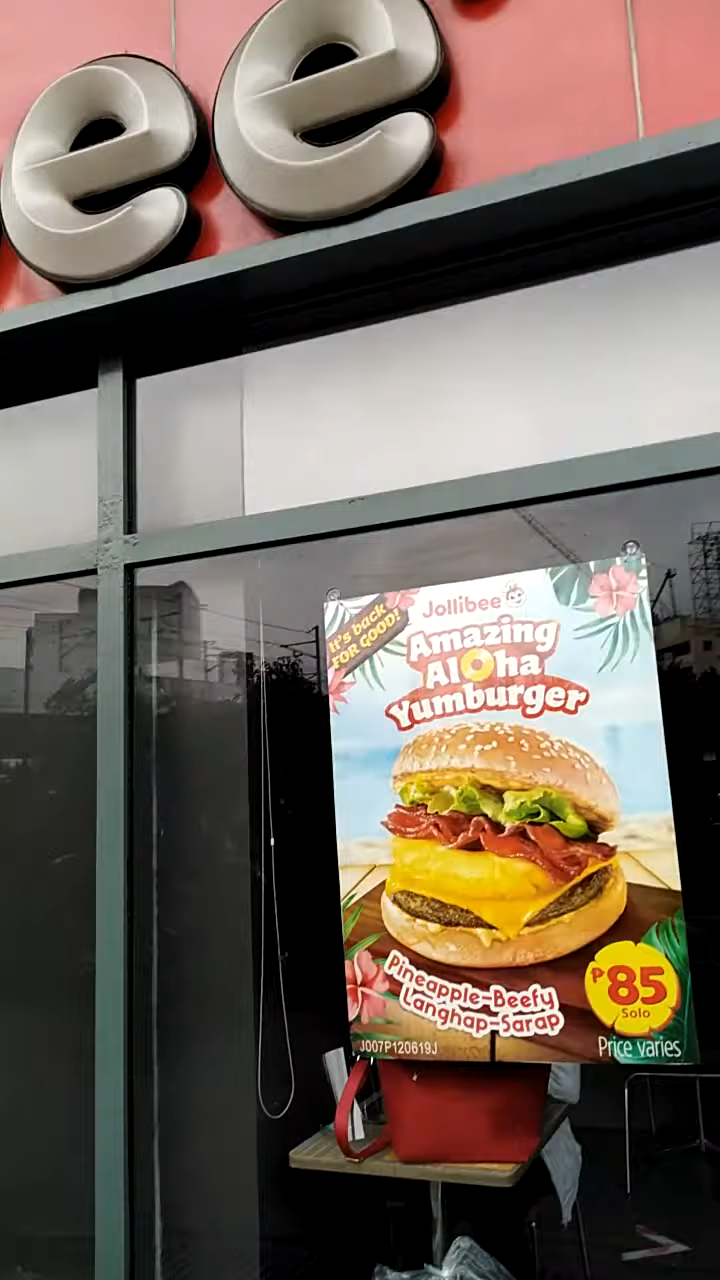 ee
It's back
FOR GOOD!
Jollibee
Amazing
Aloha
Yumburger
Pineapple-Beefy
Langhap-Sarap
₱85
Solo
Price varies
J007P120619J